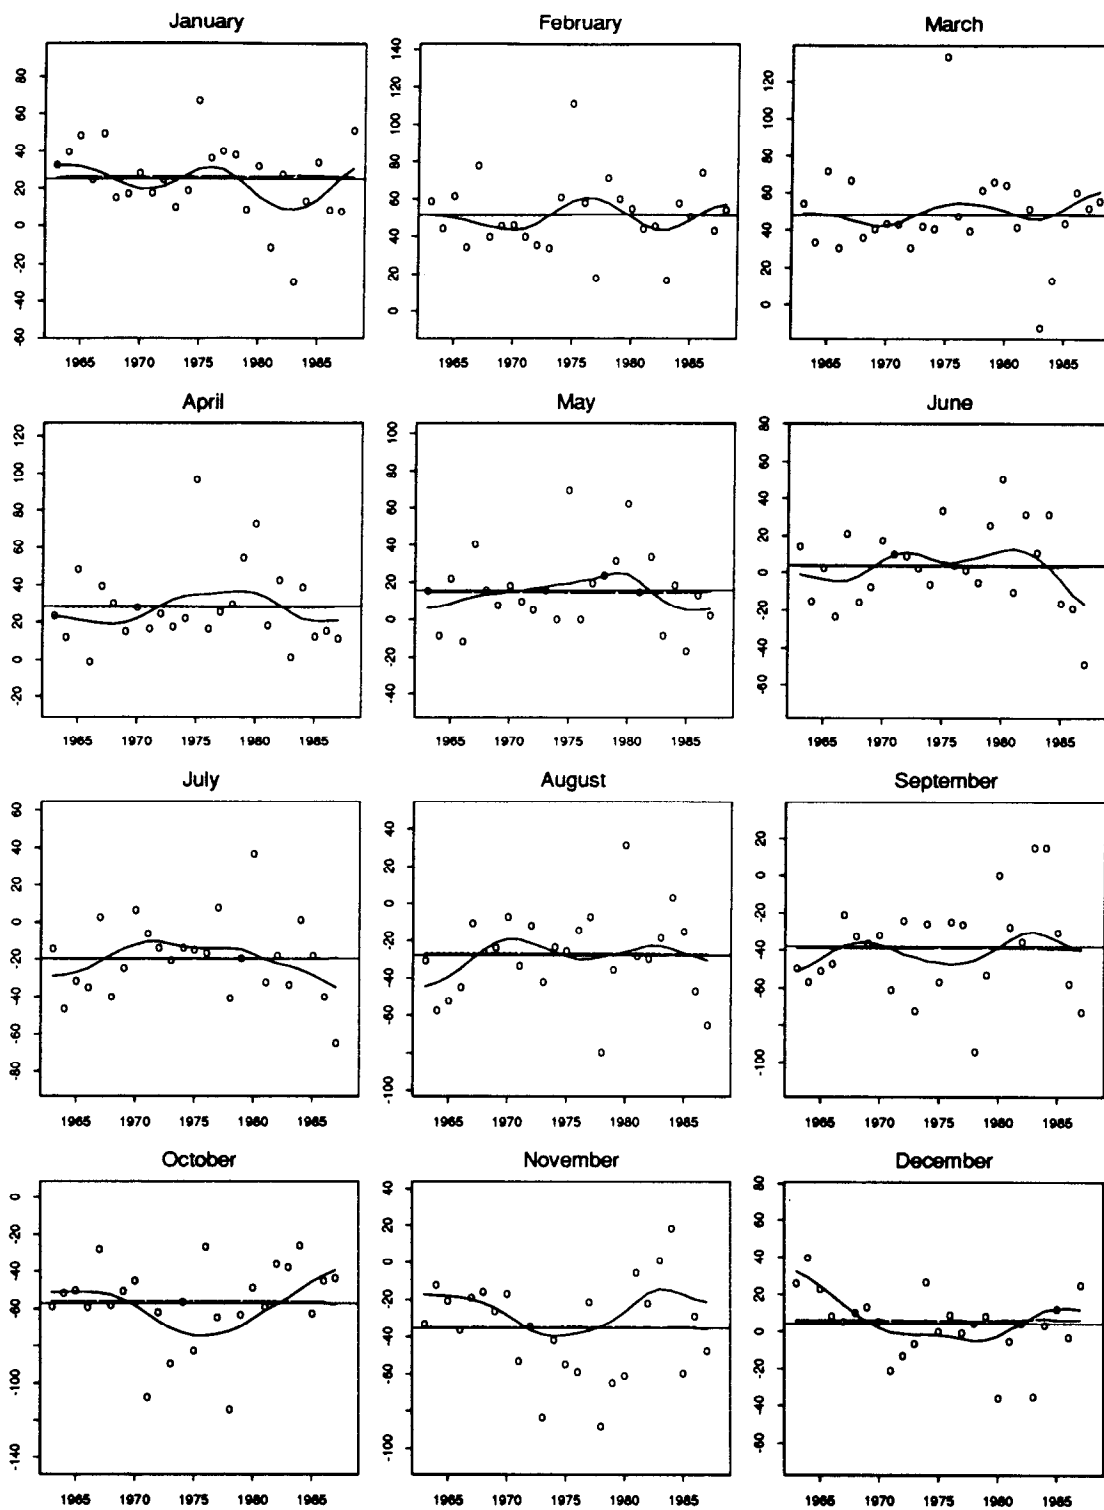 January
-60 -40 -20 0 20 40 60 80
1965 1970 1975 1980 1985
February
0 20 40 60 80 100 120 140
1965 1970 1975 1980 1985
March
0 20 40 60 80 100 120
1965 1970 1975 1980 1985
April
-20 0 20 40 60 80 100 120
1965 1970 1975 1980 1985
May
-40 -20 0 20 40 60 80 100
1965 1970 1975 1980 1985
June
-60 -40 -20 0 20 40 60 80
1965 1970 1975 1980 1985
July
-80 -60 -40 -20 0 20 40 60
1965 1970 1975 1980 1985
August
-100 -60 -40 -20 0 20 40
1965 1970 1975 1980 1985
September
-100 -60 -40 -20 0 20
1965 1970 1975 1980 1985
October
-140 -100 -60 -20 0
1965 1970 1975 1980 1985
November
-100 -60 -20 0 20 40
1965 1970 1975 1980 1985
December
-60 -40 -20 0 20 40 60 80
1965 1970 1975 1980 1985